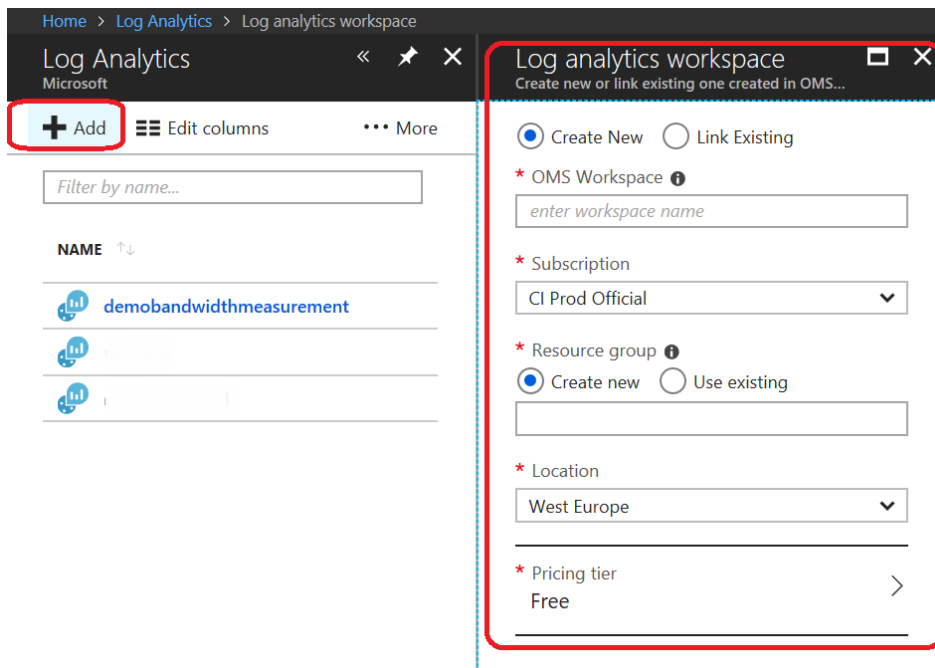 Home > Log Analytics > Log analytics workspace
Log Analytics
Microsoft
Add
Edit columns
More
Filter by name...
NAME
demobandwidthmeasurement
Log analytics workspace
Create new or link existing one created in OMS...
Create New
Link Existing
* OMS Workspace
enter workspace name
* Subscription
CI Prod Official
* Resource group
Create new
Use existing
* Location
West Europe
* Pricing tier
Free